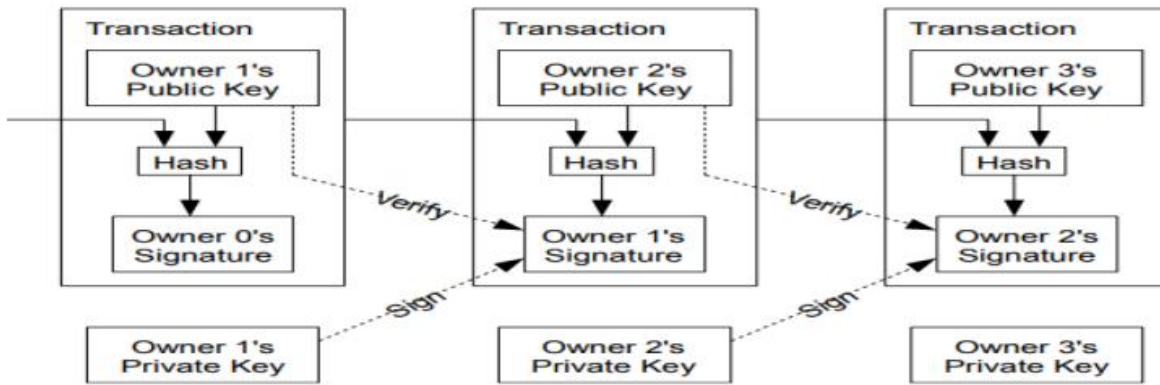 Transaction
Owner 1's
Public Key
Hash
Owner 0's
Signature
Owner 1's
Private Key
Verify
Sign
Transaction
Owner 2's
Public Key
Hash
Owner 1's
Signature
Owner 2's
Private Key
Verify
Sign
Transaction
Owner 3's
Public Key
Hash
Owner 2's
Signature
Owner 3's
Private Key